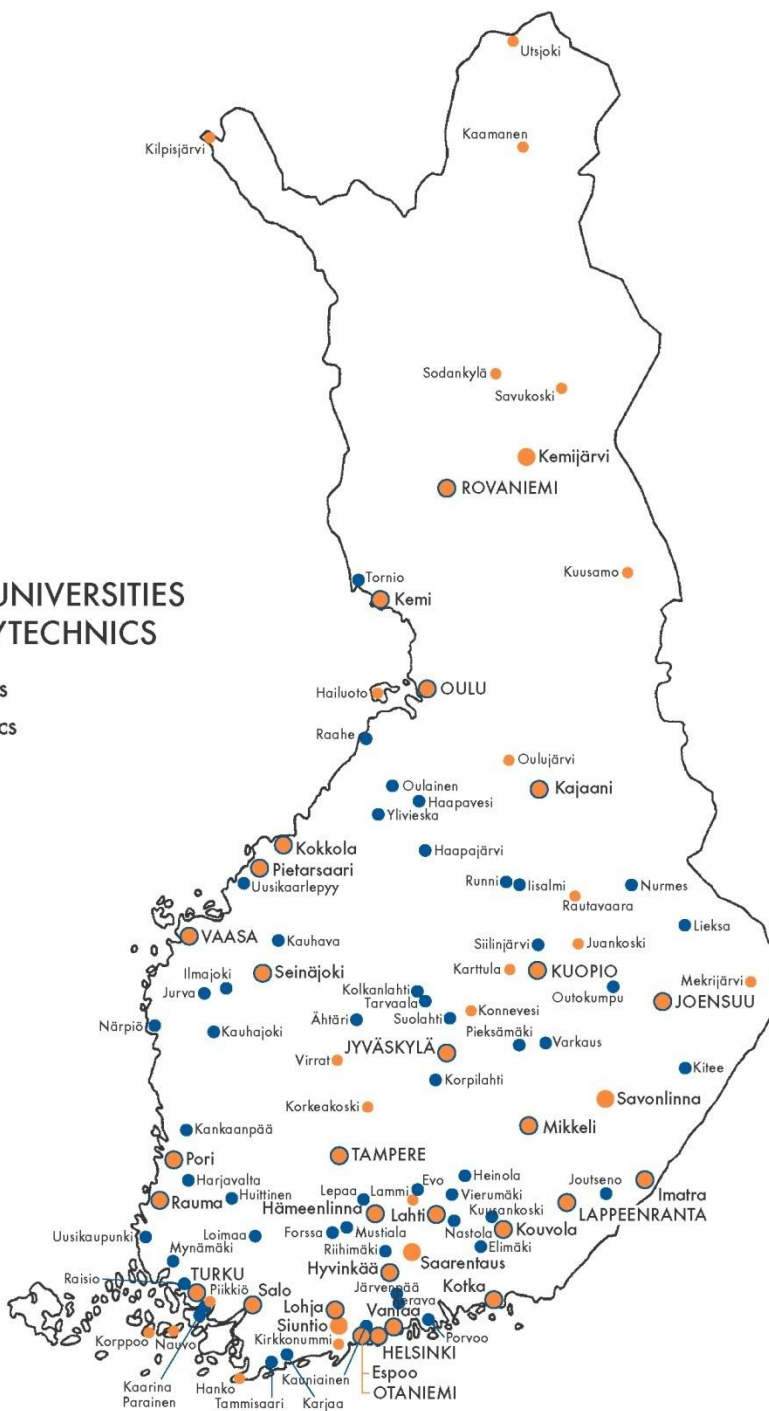 Utsjoki
Kaamanen
Kilpisjärvi
Sodankylä
Savukoski
Kemijärvi
ROVANIEMI
UNIVERSITIES
Tornio
Kuusamo
Kemi
YTECHNICS
s
Hailuoto
OULU
cs
Raahe
Oulujärvi
Oulainen
Kajaani
Haapavesi
Ylivieska
Kokkola
Haapajärvi
Pietarsaari
Uusikaarlepyy
Runni
Iisalmi
Nurmes
Rautavaara
Lieksa
VAASA
Kauhava
Siilinjärvi
Juankoski
Ilmajoki
Seinäjoki
Karttula
KUOPIO
Mekrijärvi
Jurva
Kolkanlahti
Outokumpu
Tarvaala
JOENSUU
Konnevesi
Närpiö
Kauhajoki
Ähtäri
Suolahti
Pieksämäki
Varkaus
JYVÄSKYLÄ
Virrat
Kitee
Korpilahti
Savonlinna
Korkeakoski
Mikkeli
Kankaanpää
TAMPERE
Pori
Harjavalta
Evo
Heinola
Joutseno
Imatra
Rauma
Huittinen
Lepaa
Lammi
Vierumäki
LAPPEENRANTA
Hämeenlinna
Lahti
Kuusankoski
Kouvola
Uusikaupunki
Loimaa
Forssa
Mustiala
Nastola
Mynämäki
Riihimäki
Elimäki
Saarentaus
Raisio
TURKU
Hyvinkää
Piikkiö
Salo
Järvenpää
Kotka
Lohja
Kerava
Vantaa
Siuntio
Porvoo
Korppoo
Nauvo
Kirkkonummi
HELSINKI
Kaarina
Parainen
Hanko
Tammisaari
Karjaa
Kauniainen
Espoo
OTANIEMI